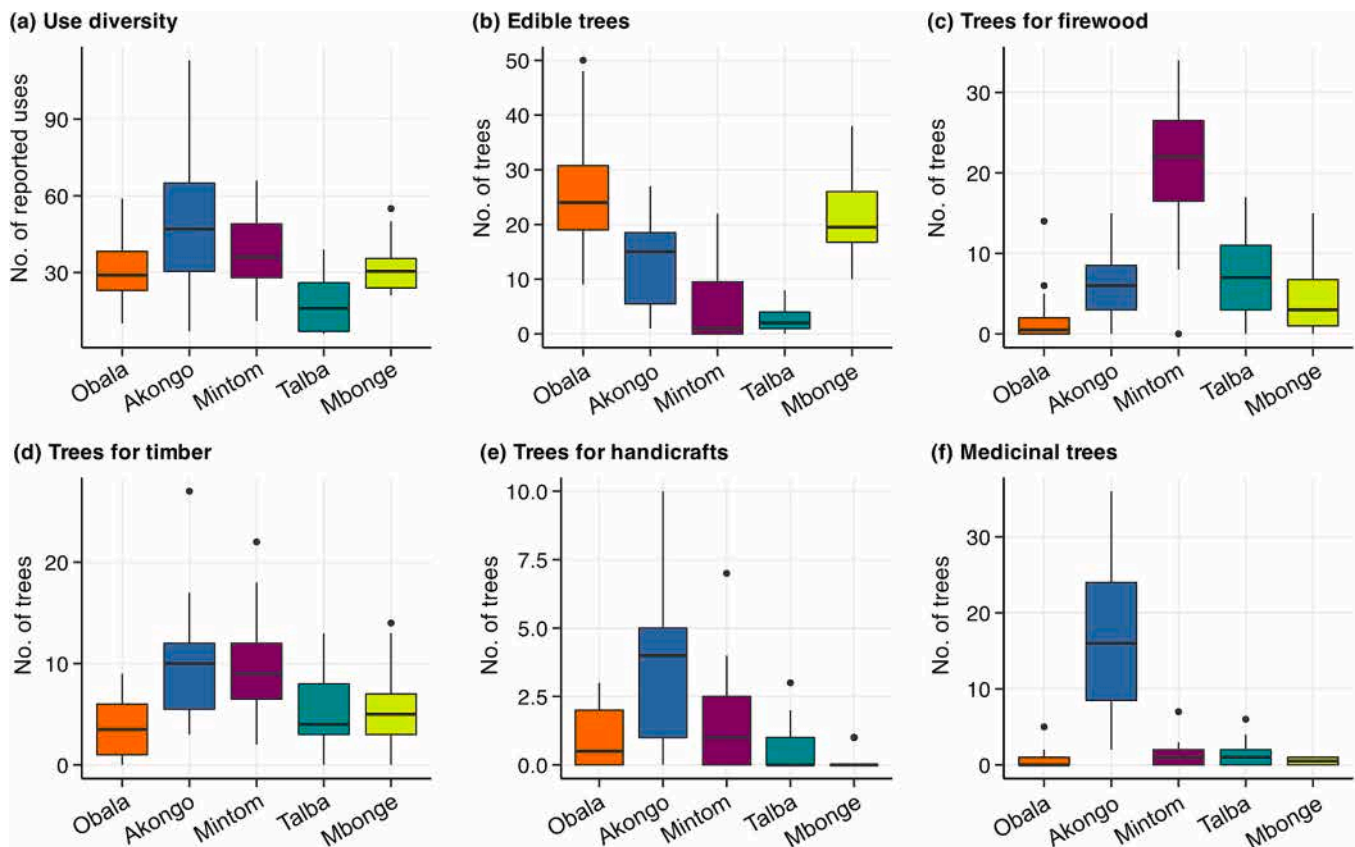 (a) Use diversity
No. of reported uses
90
60
30
Obala
Akongo
Mintom
Talba
Mbonge
(b) Edible trees
No. of trees
50
40
30
20
10
0
Obala
Akongo
Mintom
Talba
Mbonge
(c) Trees for firewood
No. of trees
30
20
10
0
Obala
Akongo
Mintom
Talba
Mbonge
(d) Trees for timber
No. of trees
20
10
0
Obala
Akongo
Mintom
Talba
Mbonge
(e) Trees for handicrafts
No. of trees
10.0
7.5
5.0
2.5
0.0
Obala
Akongo
Mintom
Talba
Mbonge
(f) Medicinal trees
No. of trees
30
20
10
0
Obala
Akongo
Mintom
Talba
Mbonge